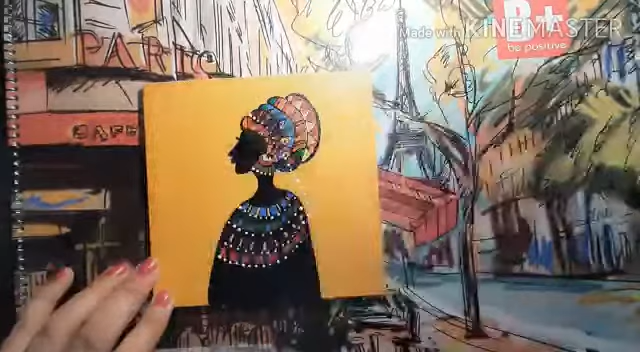 Made with KINEMASTER
B+
be positive
PARIS
CAFE